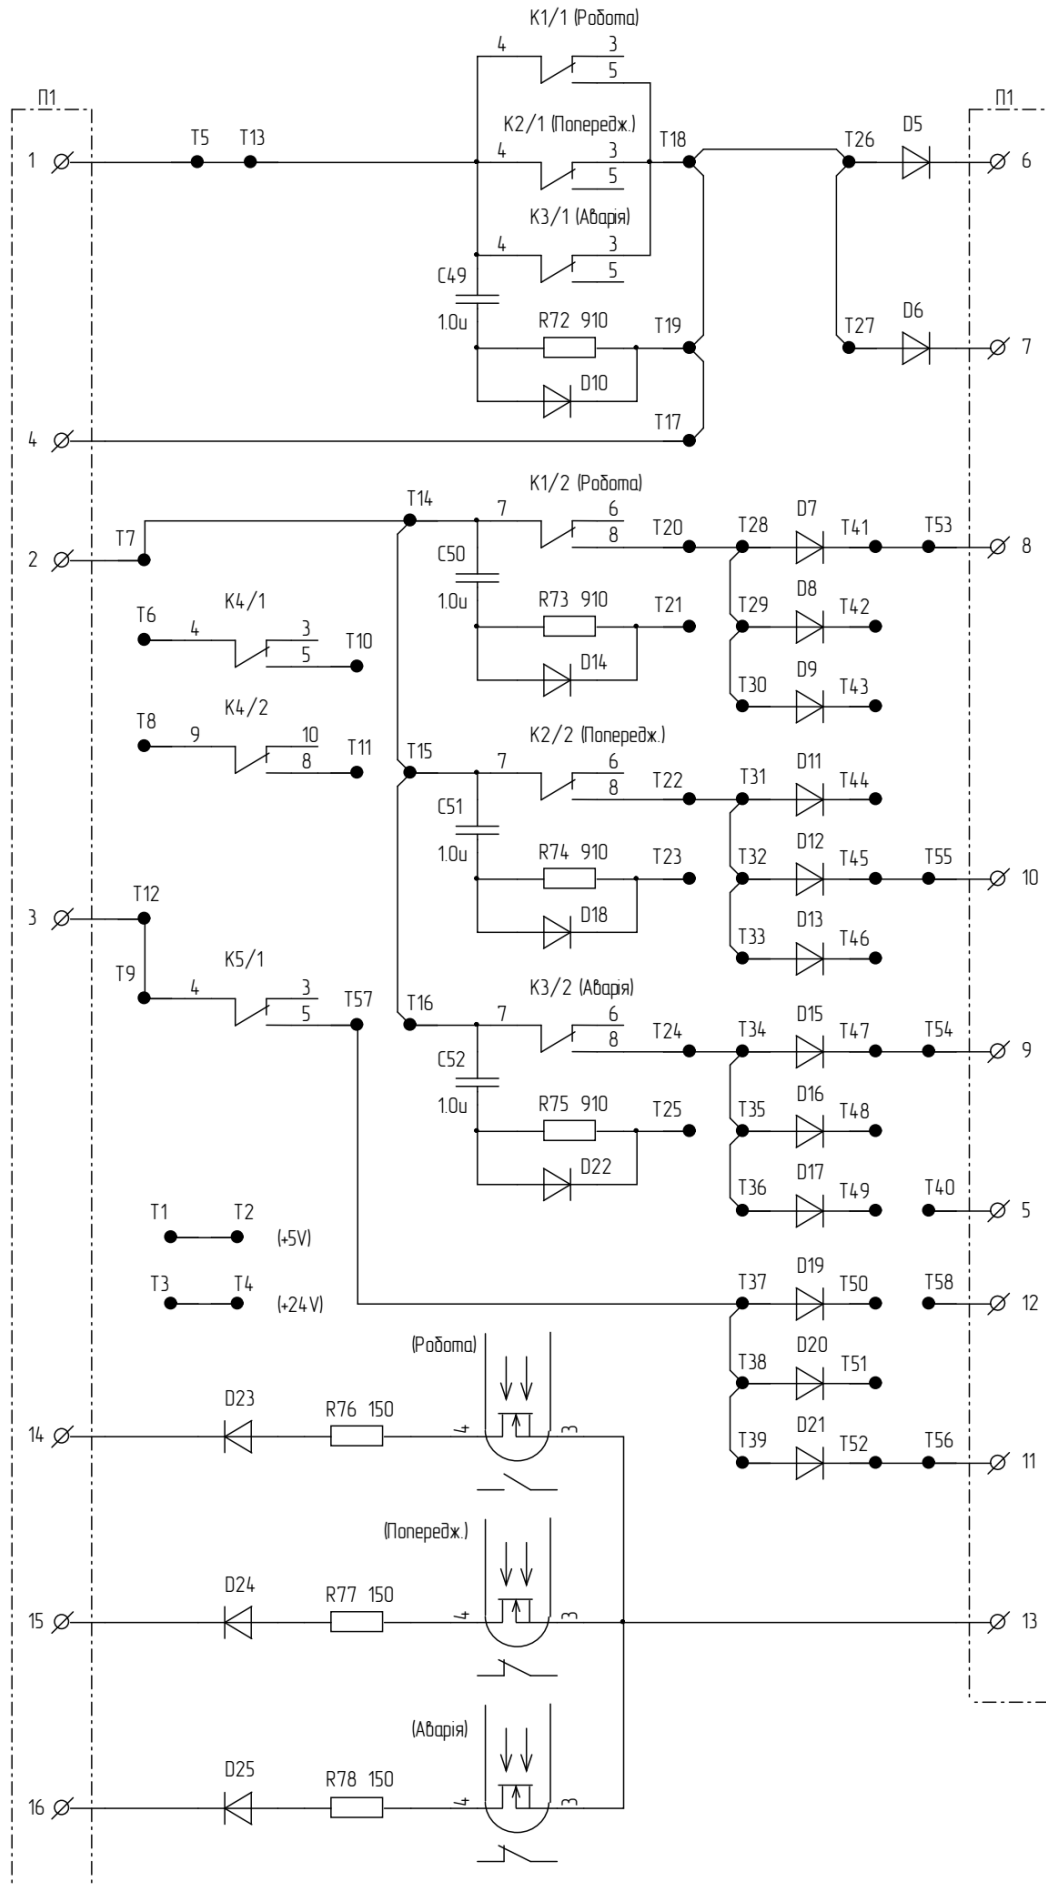 K1/1 (Робота)
4 3
5
П1 П1
K2/1 (Попередж.)
1 T5 T13 4 3 T18 T26 D5 6
5
K3/1 (Аварія)
4 3
5
C49
1.0u R72 910 T19 T27 D6 7
D10
4 T17
K1/2 (Робота)
T14 7 6 D7
2 T7 8 T20 T28 T41 T53 8
C50
1.0u R73 910 T21 T29 D8 T42
K4/1
T6 4 3
5 T10 D14
T30 D9 T43
K4/2
T8 9 10
8 T11
K2/2 (Попередж.)
T15 7 6 D11
8 T22 T31 T44
C51
1.0u R74 910 T23 T32 D12 T45 T55 10
3 T12 D18
T33 D13 T46
K5/1
T9 4 3
5 T57
K3/2 (Аварія)
T16 7 6 D15
8 T24 T34 T47 T54 9
C52
1.0u R75 910 T25 T35 D16 T48
D22
T36 D17 T49 T40 5
T1 T2 (+5V)
T3 T4 (+24V)
T37 D19 T50 T58 12
(Робота)
T38 D20 T51
14 D23 R76 150 4 3
T39 D21 T52 T56 11
(Попередж.)
15 D24 R77 150 4 3 13
(Аварія)
16 D25 R78 150 4 3